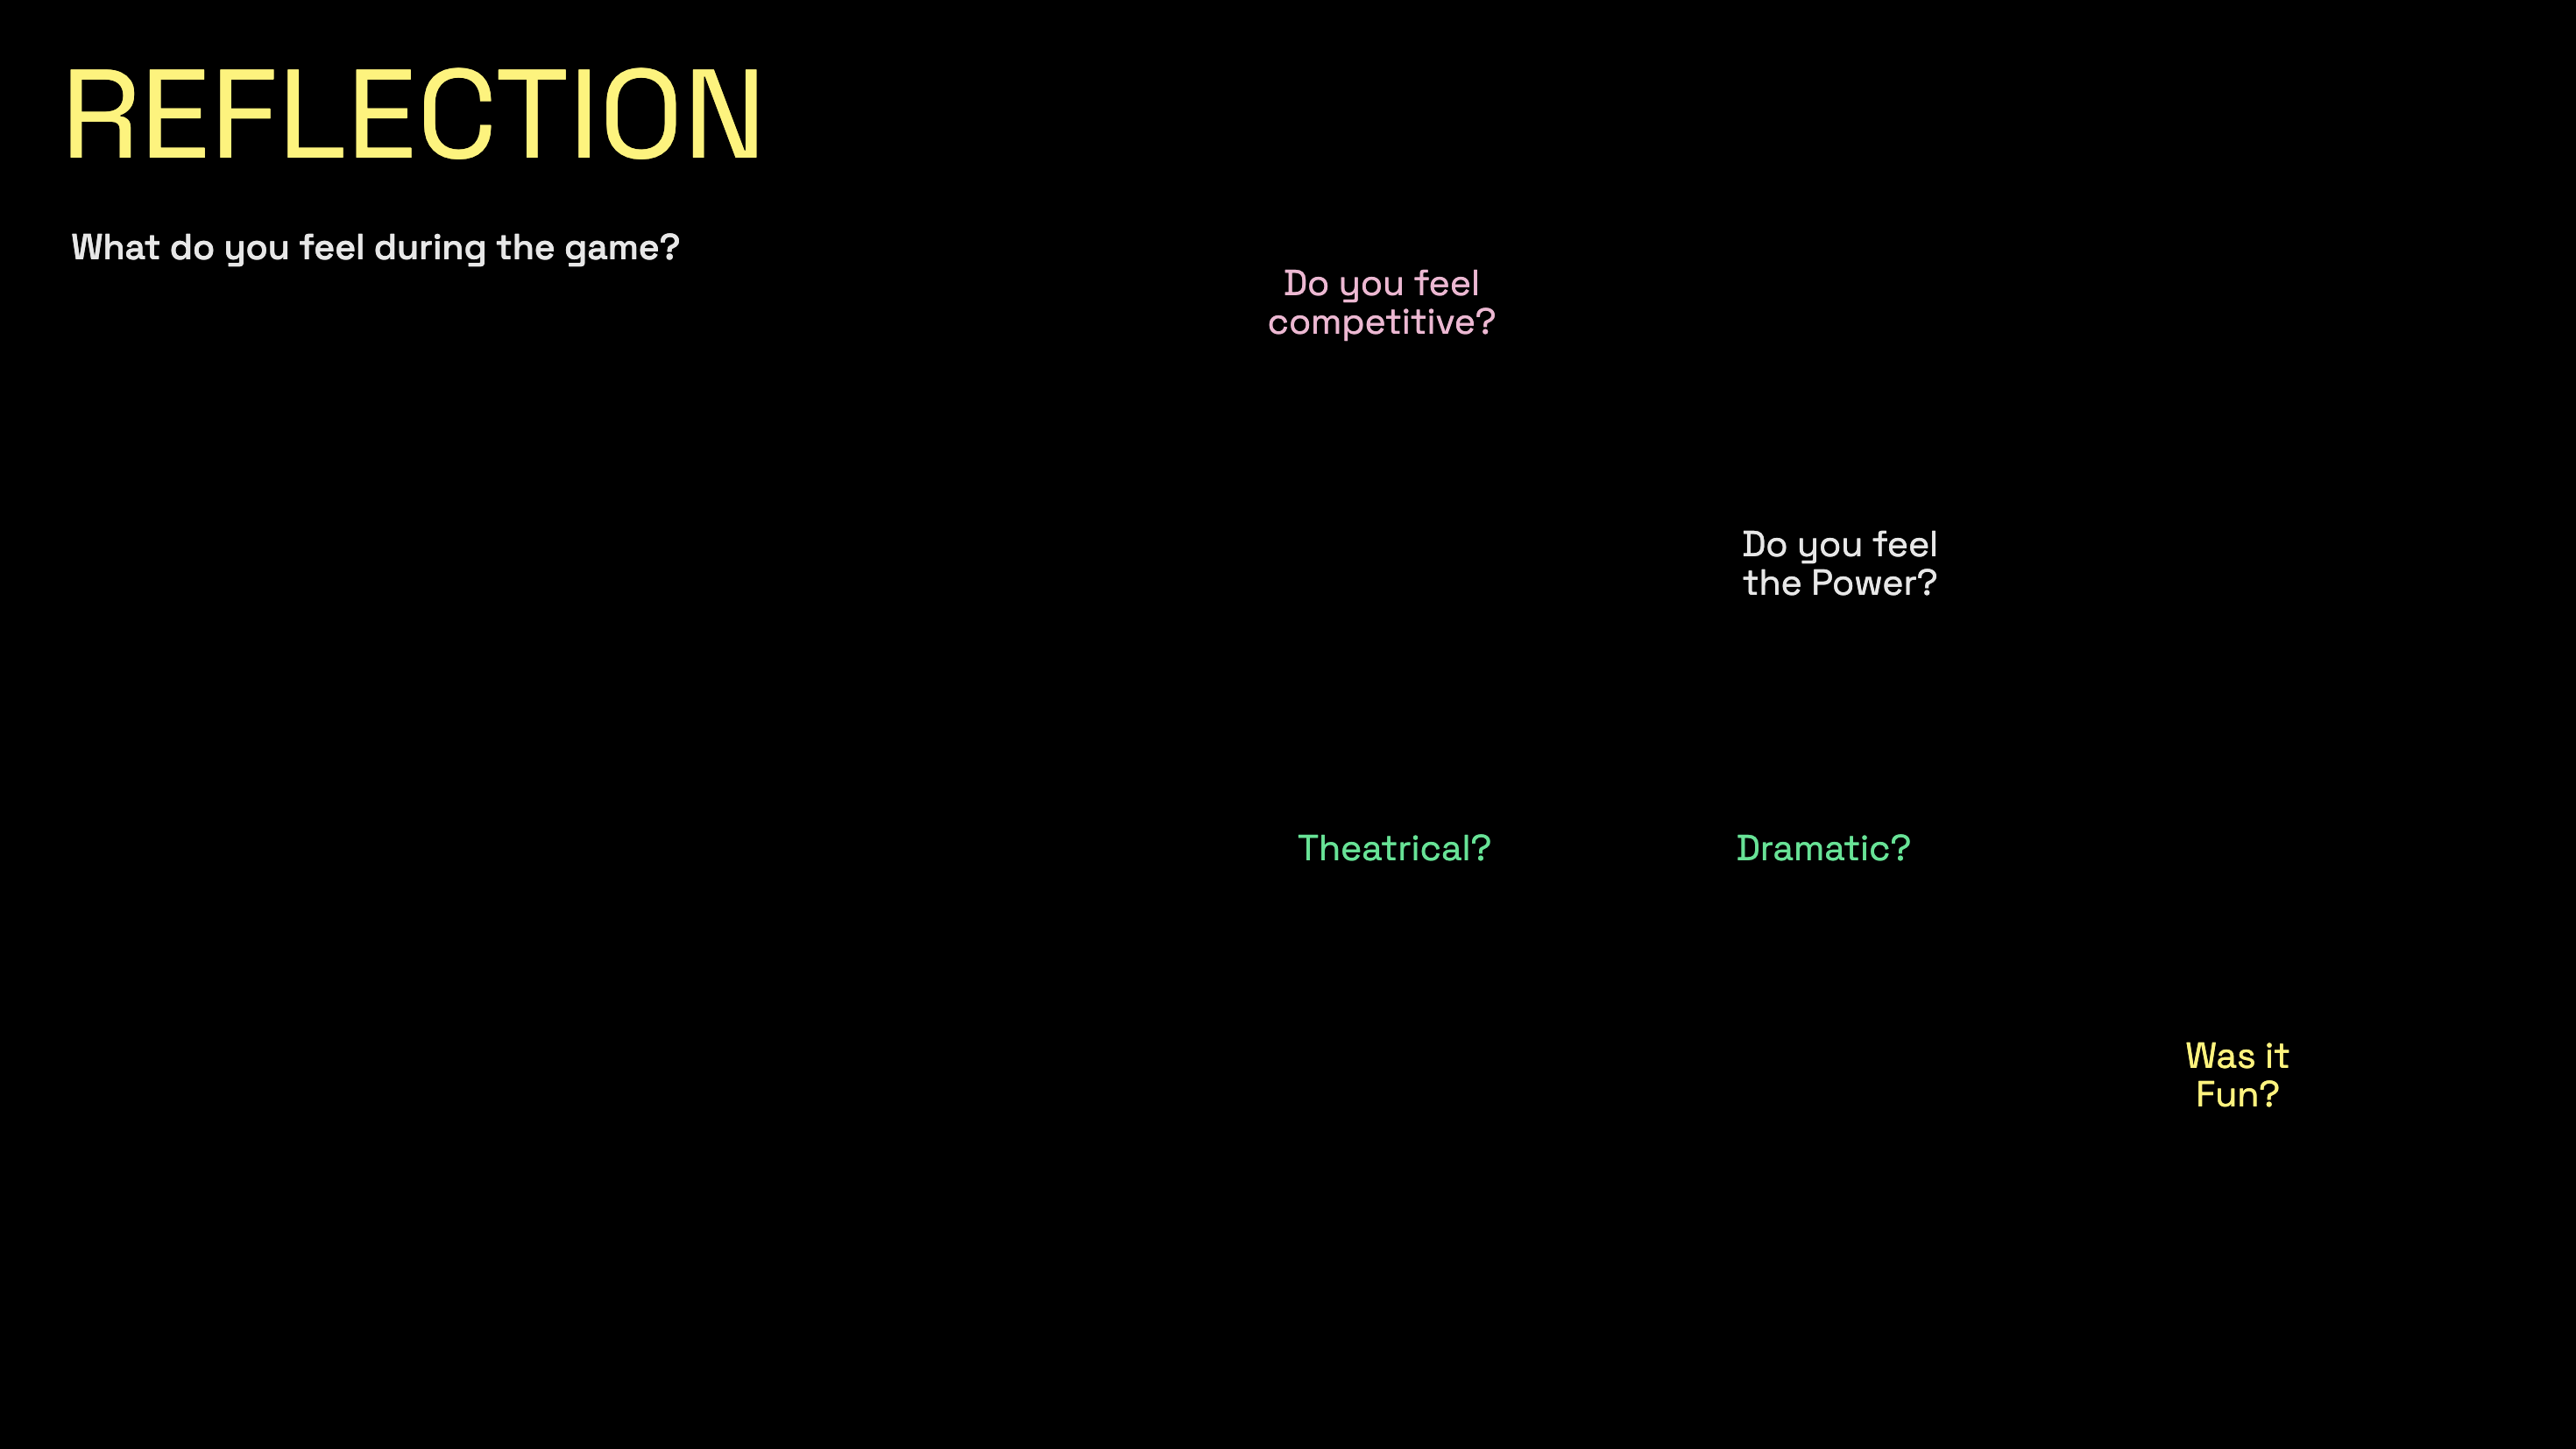 REFLECTION
What do you feel during the game?
Do you feel
competitive?
Do you feel
the Power?
Theatrical?
Dramatic?
Was it
Fun?